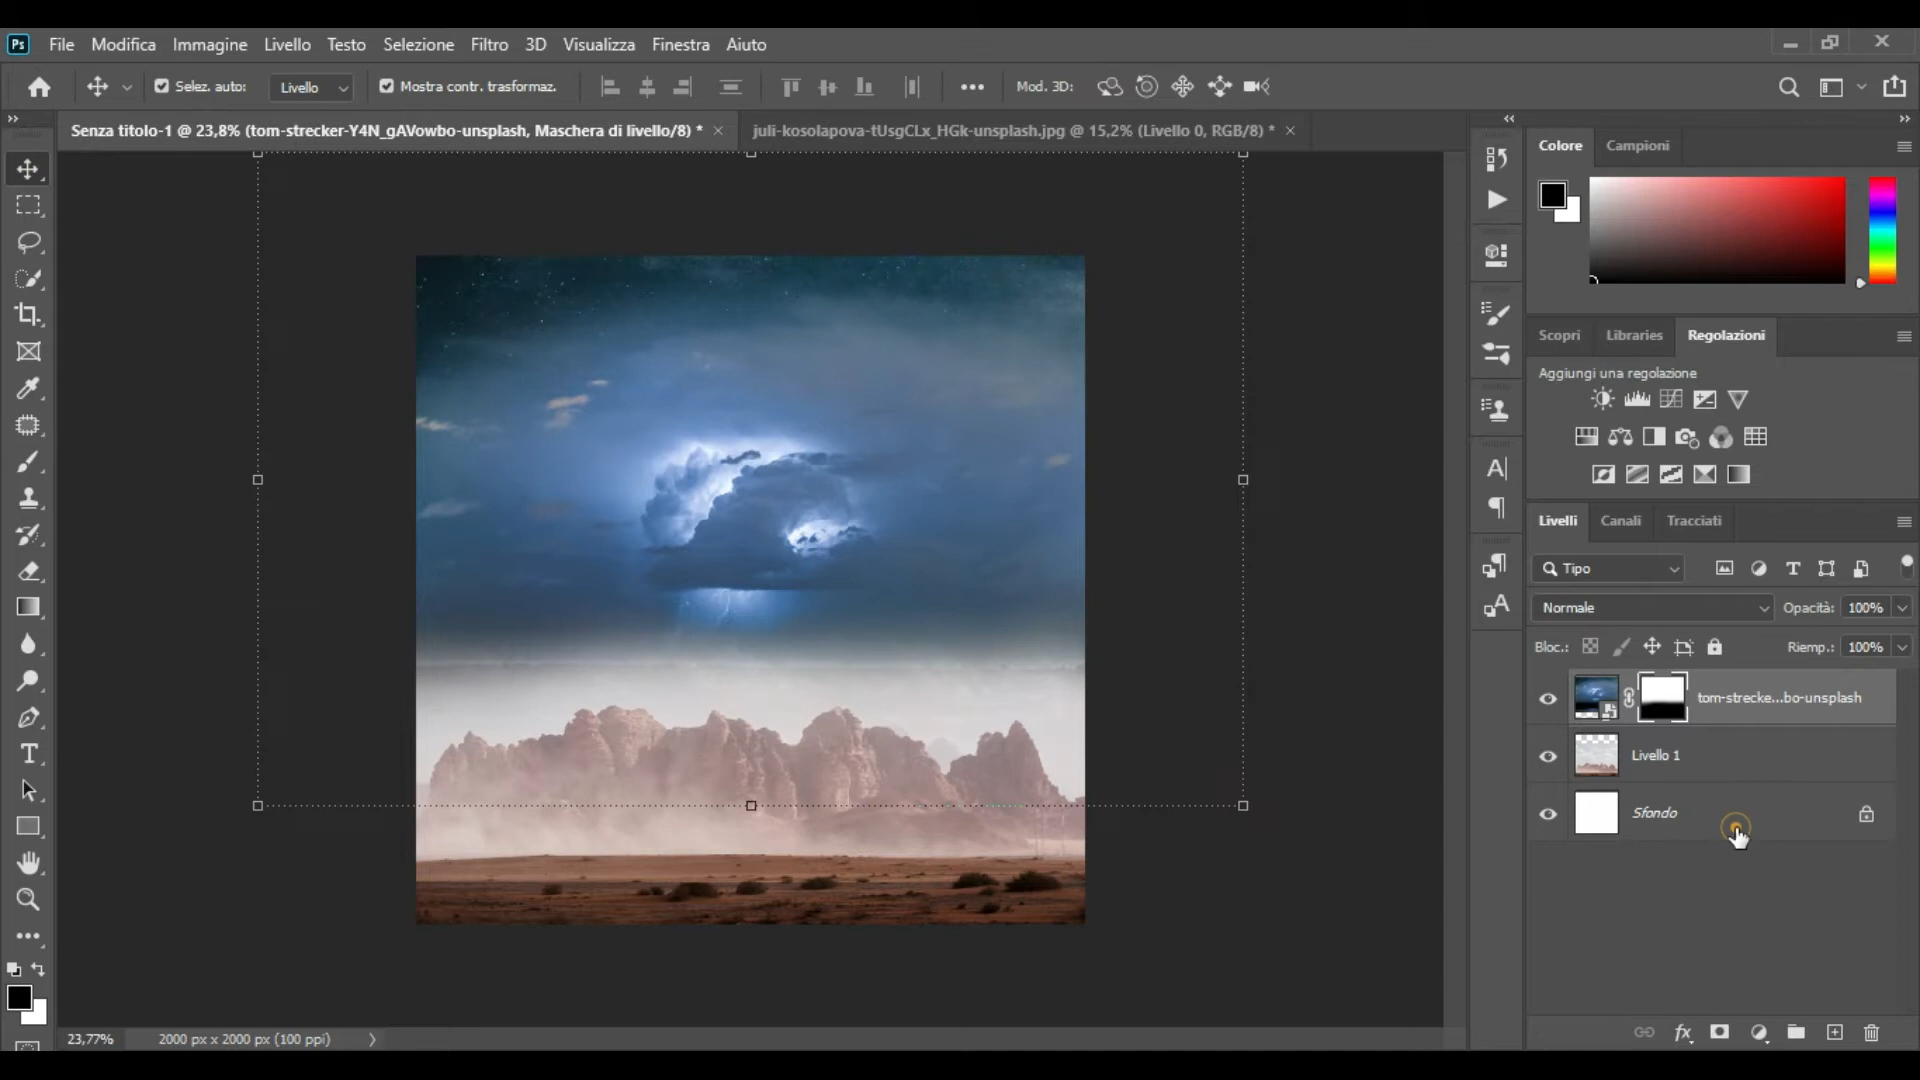 Ps File Modifica Immagine Livello Testo Selezione Filtro 3D Visualizza Finestra Aiuto
Selez. auto: Livello Mostra contr. trasformaz. Mod. 3D:
Senza titolo-1 @ 23,8% (tom-strecker-Y4N_gAVowbo-unsplash, Maschera di livello/8) *
juli-kosolapova-tUsgCLx_HGk-unsplash.jpg @ 15,2% (Livello 0, RGB/8) *
Colore Campioni
Scopri Libraries Regolazioni
Aggiungi una regolazione
Livelli Canali Tracciati
Tipo
Normale Opacità: 100%
Bloc.: Riemp.: 100%
tom-strecke...bo-unsplash
Livello 1
Sfondo
23,77% 2000 px x 2000 px (100 ppi)